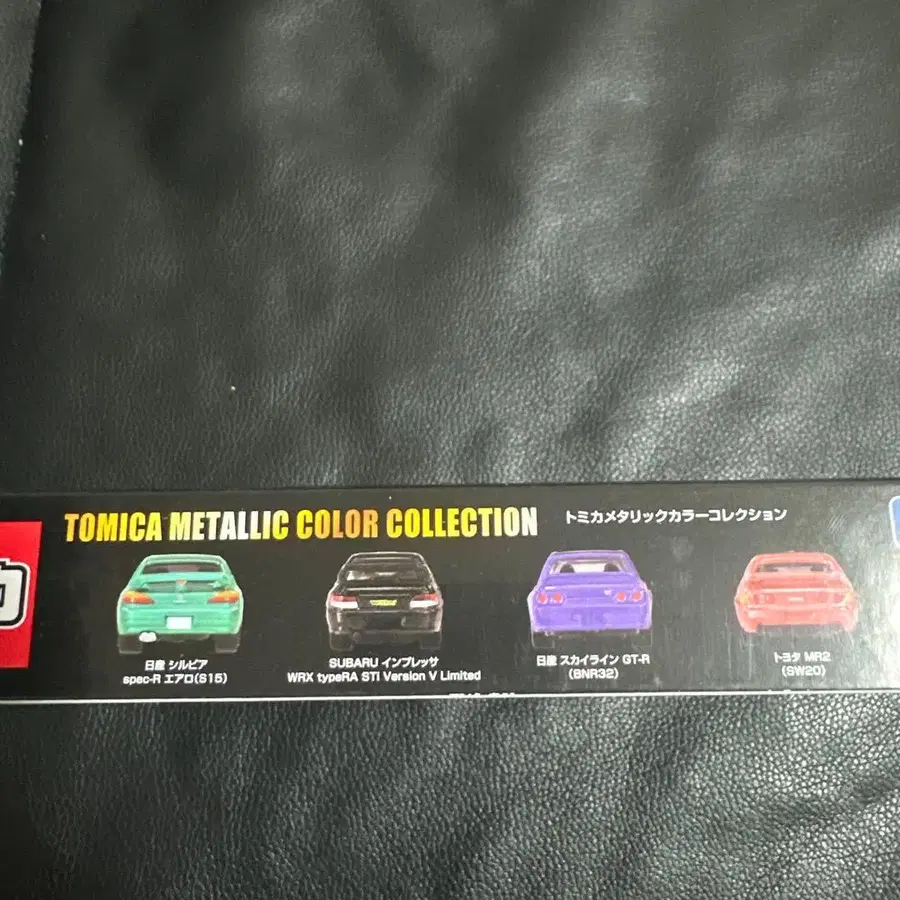 TOMICA METALLIC COLOR COLLECTION トミカメタリックカラーコレクション
日産 シルビア
spec-R エアロ(S15)
SUBARU インプレッサ
WRX typeRA STi Version V Limited
日産 スカイライン GT-R
(BNR32)
トヨタ MR2
(SW20)